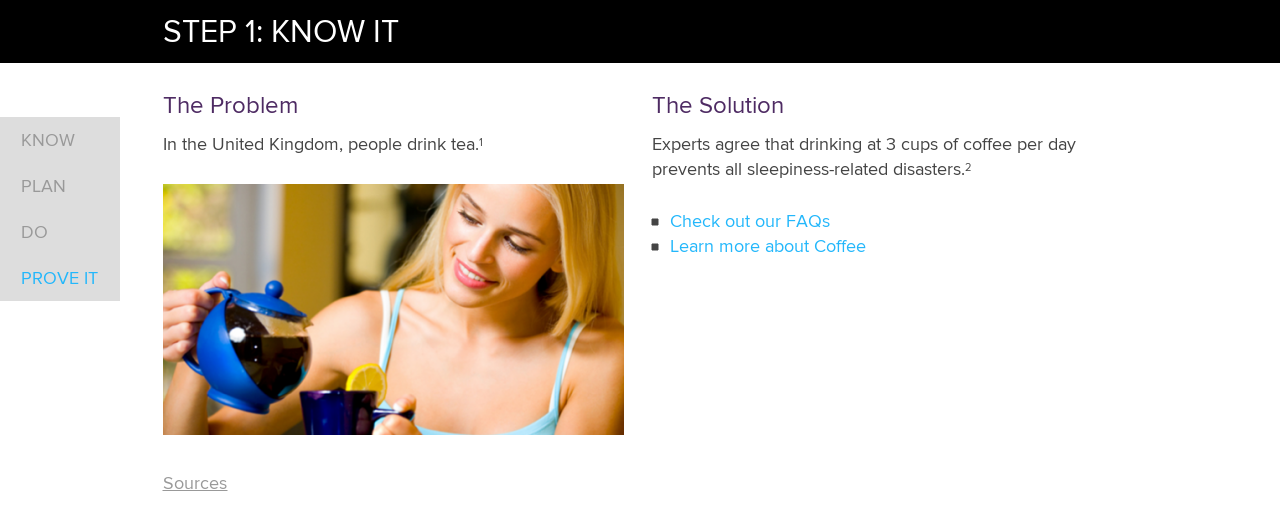 STEP 1: KNOW IT
KNOW
PLAN
DO
PROVE IT
The Problem
In the United Kingdom, people drink tea.¹
Sources
The Solution
Experts agree that drinking at 3 cups of coffee per day
prevents all sleepiness-related disasters.²
Check out our FAQs
Learn more about Coffee